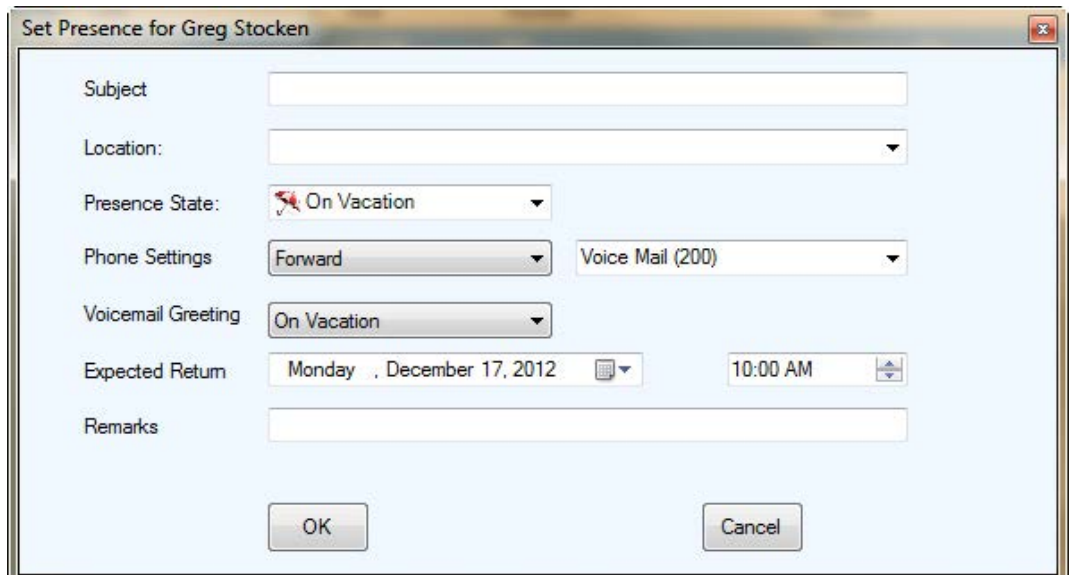 Set Presence for Greg Stocken
Subject
Location:
Presence State: On Vacation
Phone Settings Forward Voice Mail (200)
Voicemail Greeting On Vacation
Expected Return Monday , December 17, 2012 10:00 AM
Remarks
OK Cancel